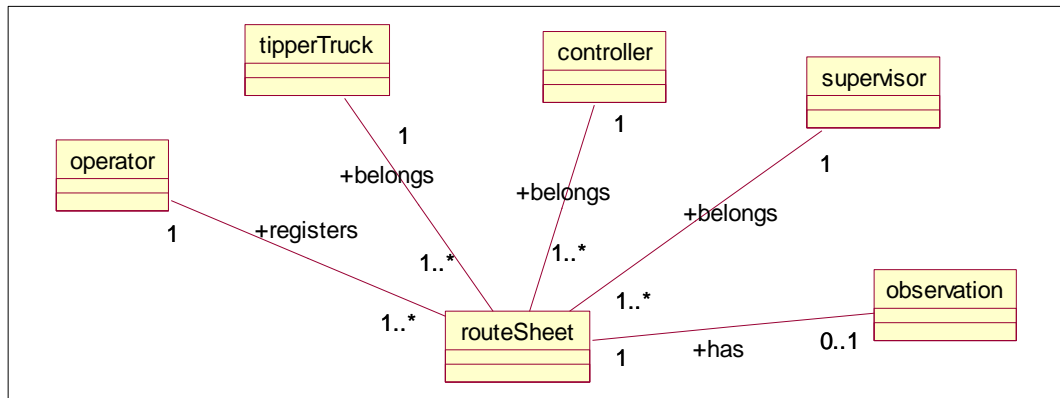 tipperTruck
controller
supervisor
operator
1
1
1
+belongs
+belongs
+belongs
1
+registers
1..*
1..*
1..*
1..*
observation
routeSheet
1
+has
0..1